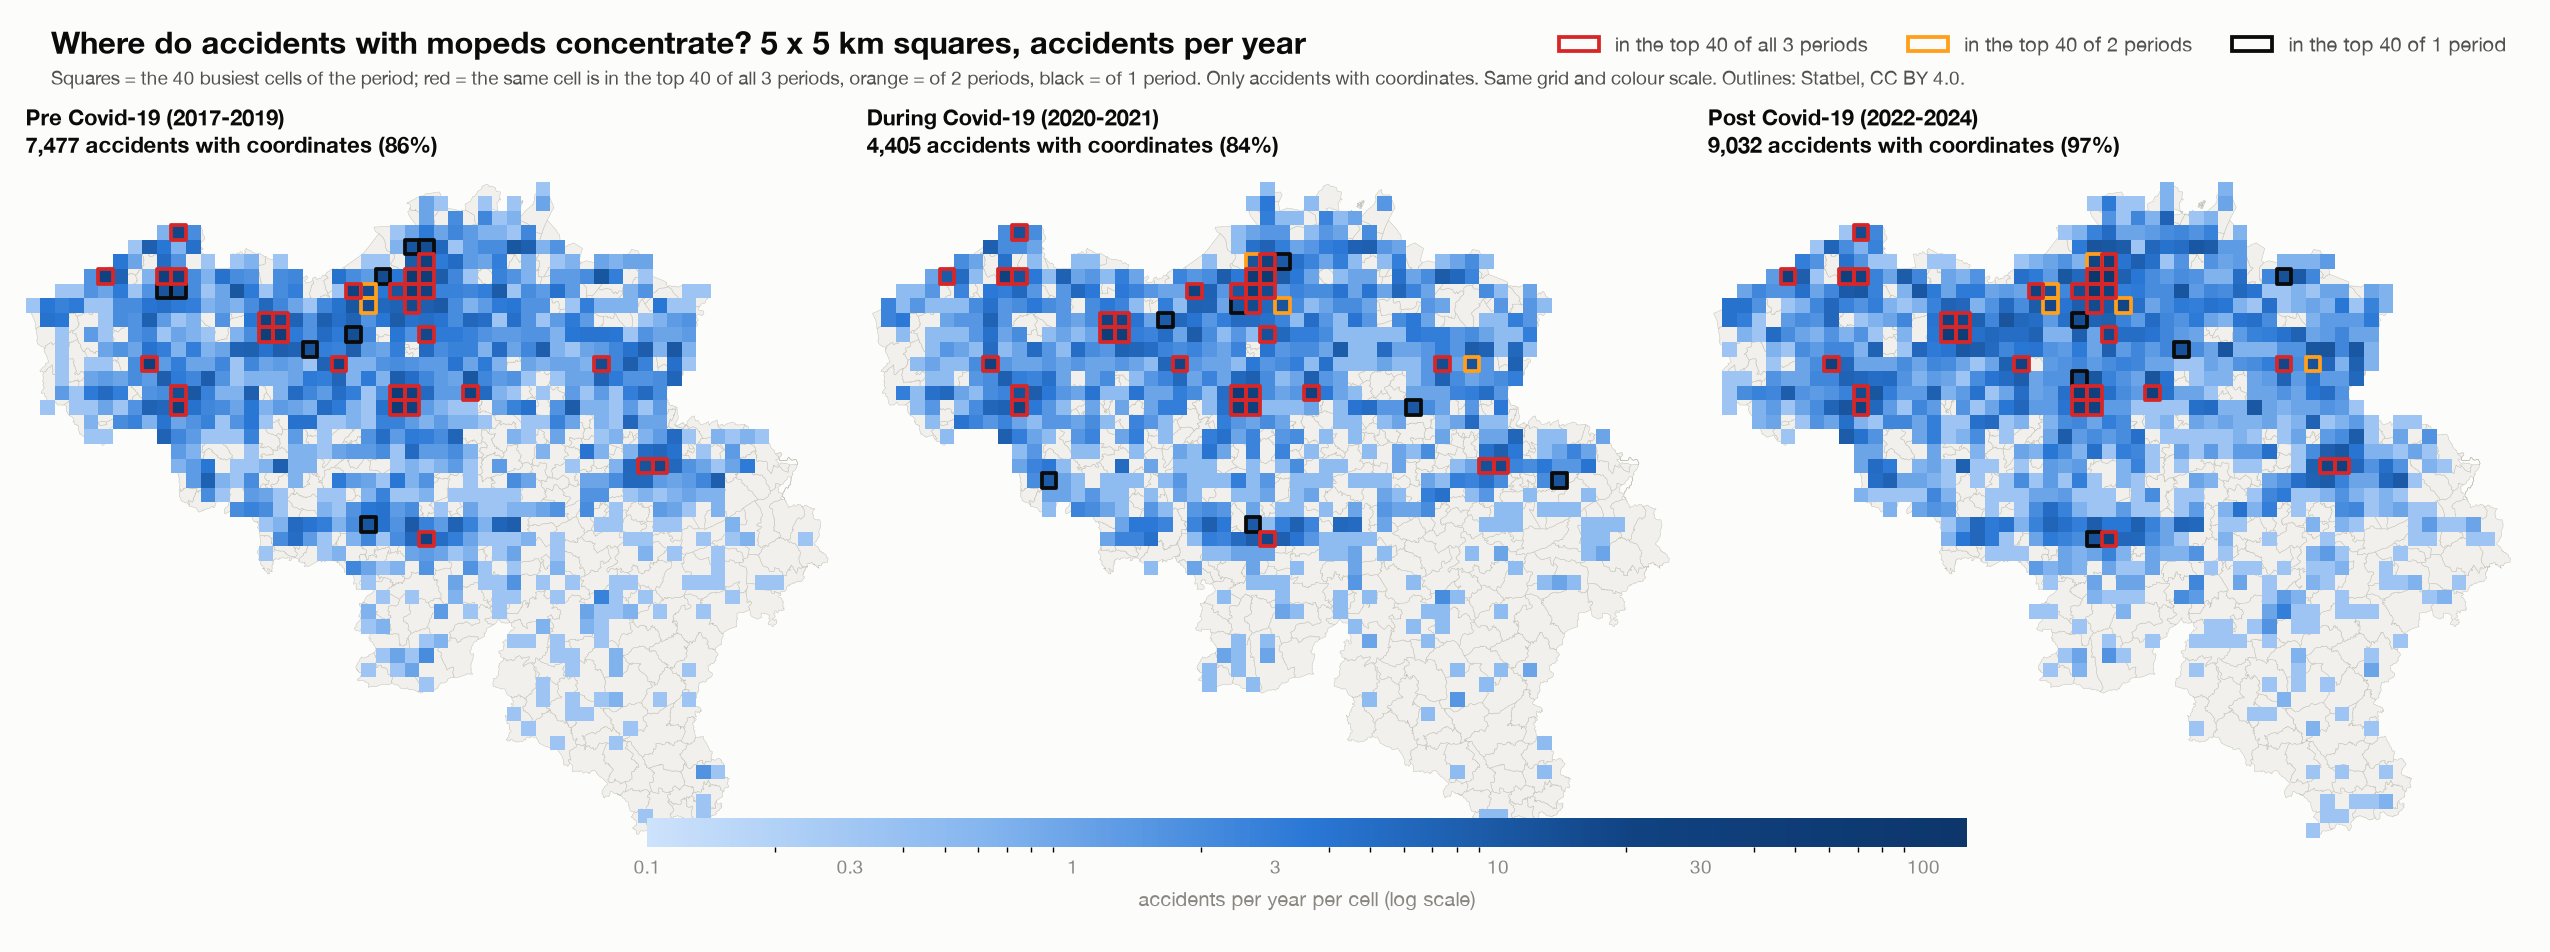 Where do accidents with mopeds concentrate? 5 x 5 km squares, accidents per year
in the top 40 of all 3 periods
in the top 40 of 2 periods
in the top 40 of 1 period
Squares = the 40 busiest cells of the period; red = the same cell is in the top 40 of all 3 periods, orange = of 2 periods, black = of 1 period. Only accidents with coordinates. Same grid and colour scale. Outlines: Statbel, CC BY 4.0.
Pre Covid-19 (2017-2019)
7,477 accidents with coordinates (86%)
During Covid-19 (2020-2021)
4,405 accidents with coordinates (84%)
Post Covid-19 (2022-2024)
9,032 accidents with coordinates (97%)
0.1 0.3 1 3 10 30 100
accidents per year per cell (log scale)